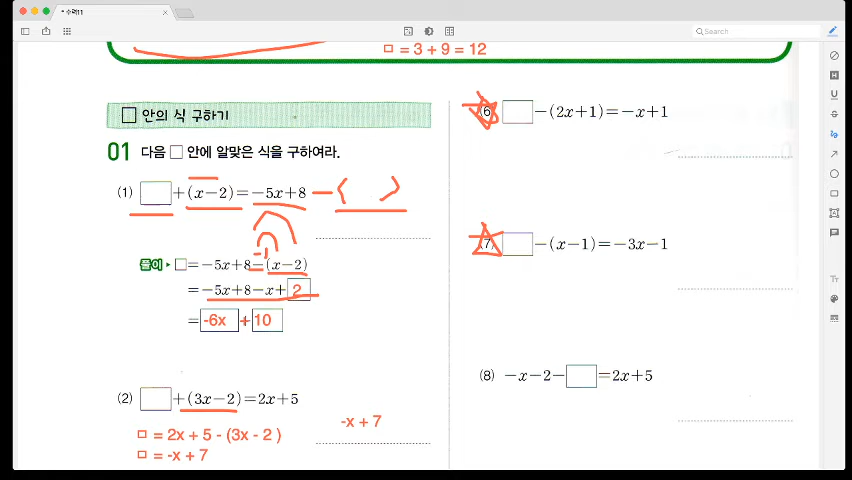 수력11
Search
□ = 3 + 9 = 12
□ 안의 식 구하기
01 다음 □ 안에 알맞은 식을 구하여라.
(1) □+(x−2)=−5x+8 − ( )
풀이 □=−5x+8−(x−2)
=−5x+8−x+2
=-6x+10
(2) □+(3x−2)=2x+5
-x + 7
□ = 2x + 5 - (3x - 2 )
□ = -x + 7
(6 □−(2x+1)=−x+1
(7) □−(x−1)=−3x−1
(8) −x−2−□=2x+5